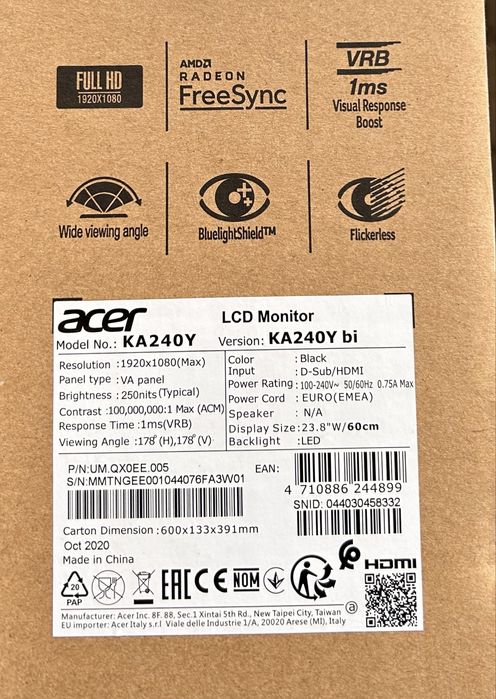 FULL HD
1920X1080
AMD
RADEON
FreeSync
VRB
1ms
Visual Response
Boost
Wide viewing angle
BluelightShield™
Flickerless
acer
LCD Monitor
Model No.: KA240Y
Version: KA240Y bi
Resolution :1920x1080(Max)
Panel type :VA panel
Brightness :250nits(Typical)
Contrast :100,000,000:1 Max (ACM)
Response Time :1ms(VRB)
Viewing Angle :178°(H),178°(V)
Color : Black
Input : D-Sub/HDMI
Power Rating :100-240V~ 50/60Hz 0.75A Max
Power Cord : EURO(EMEA)
Speaker : N/A
Display Size :23.8"W/60cm
Backlight :LED
P/N:UM.QX0EE.005
S/N:MMTNGEE001044076FA3W01
EAN:
4 710886 244899
SNID: 044030458332
Carton Dimension :600x133x391mm
Oct 2020
Made in China
20
PAP
EAC
CE
NOM
HDMI
Manufacturer: Acer Inc. 8F. 88, Sec.1 Xintai 5th Rd., New Taipei City, Taiwan
EU importer: Acer Italy s.r.l Viale delle Industrie 1/A, 20020 Arese (MI), Italy
a